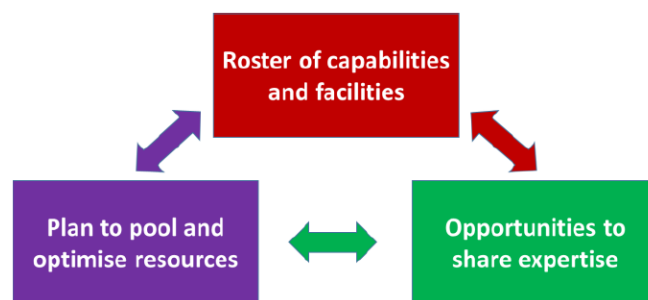 Roster of capabilities
and facilities
Plan to pool and
optimise resources
Opportunities to
share expertise